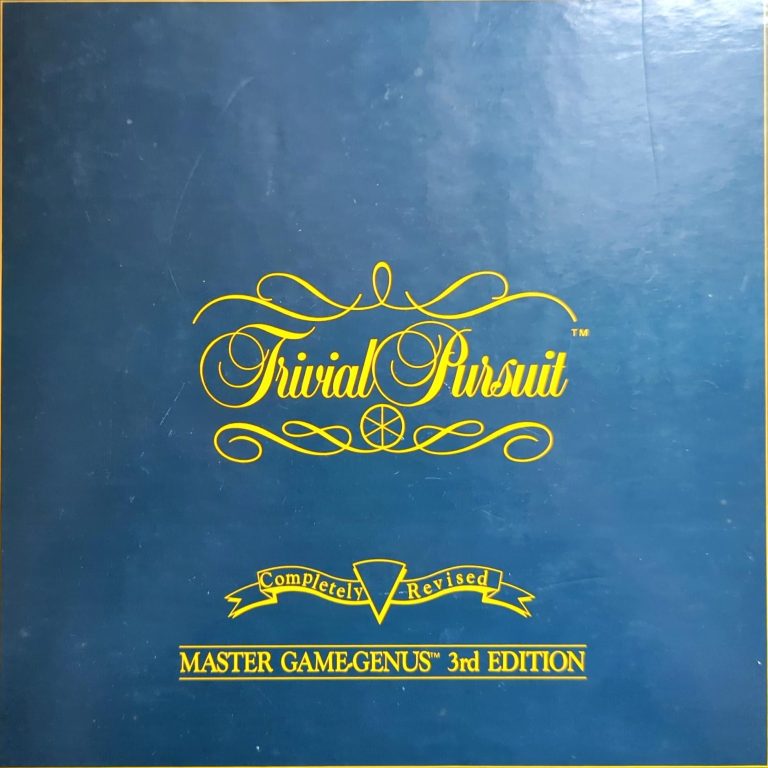 Trivial Pursuit™
Completely Revised
MASTER GAME-GENUS™ 3rd EDITION